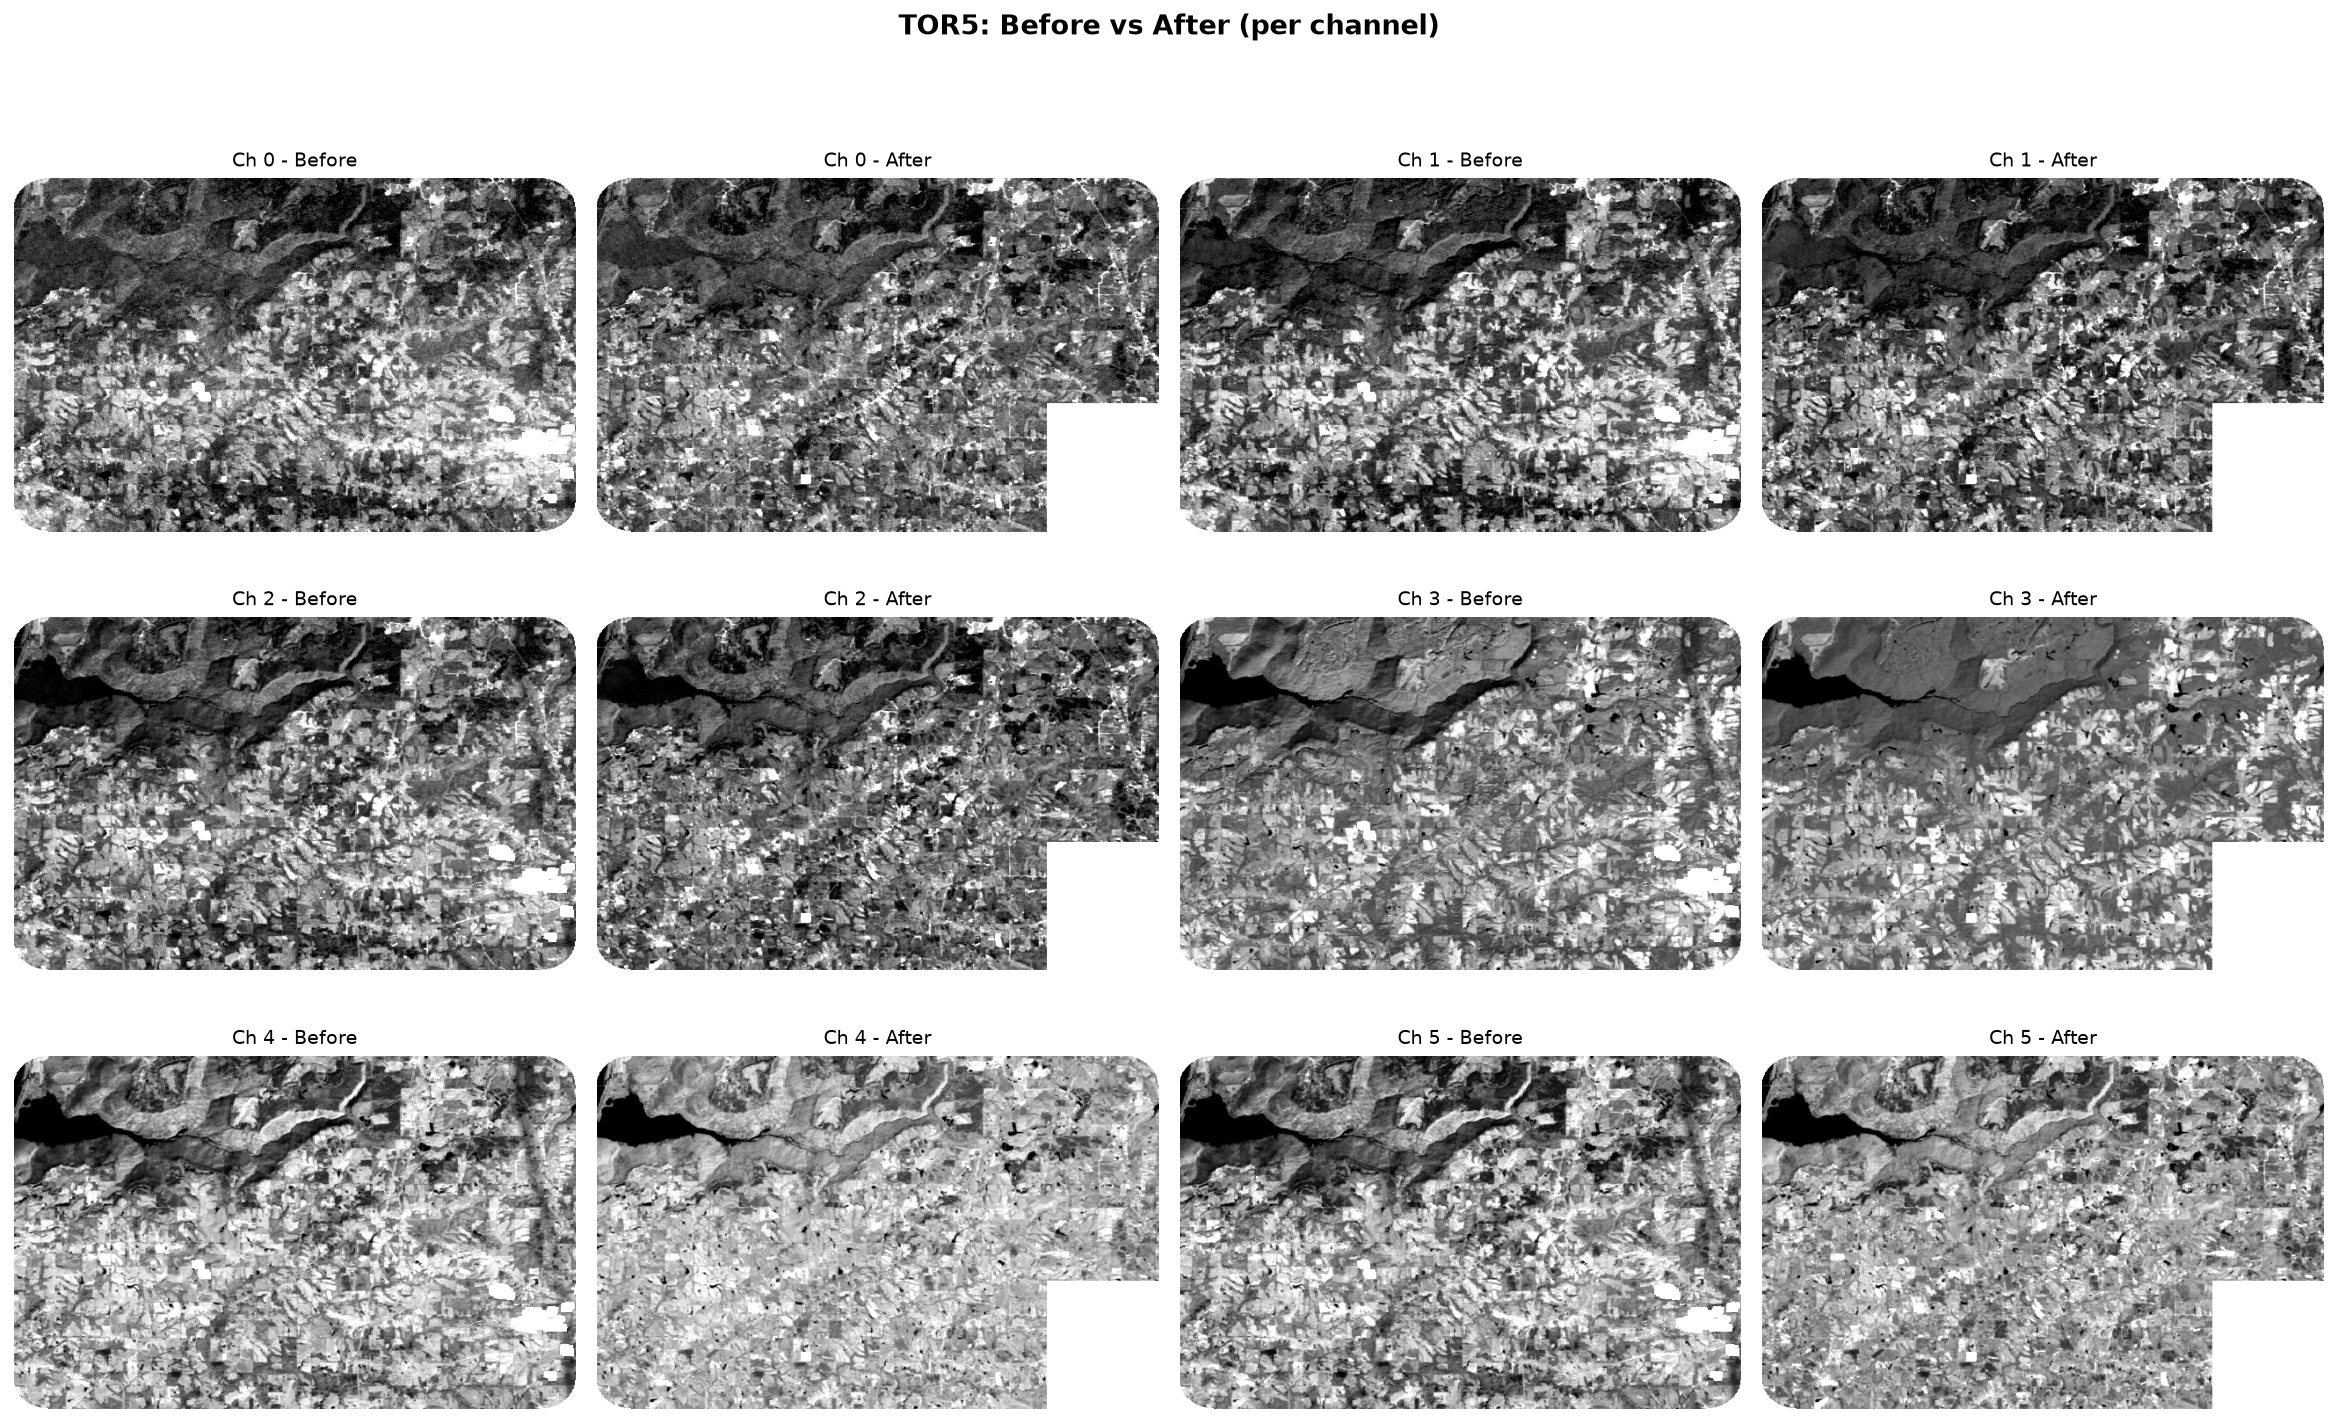 TOR5: Before vs After (per channel)
Ch 0 - Before
Ch 0 - After
Ch 1 - Before
Ch 1 - After
Ch 2 - Before
Ch 2 - After
Ch 3 - Before
Ch 3 - After
Ch 4 - Before
Ch 4 - After
Ch 5 - Before
Ch 5 - After